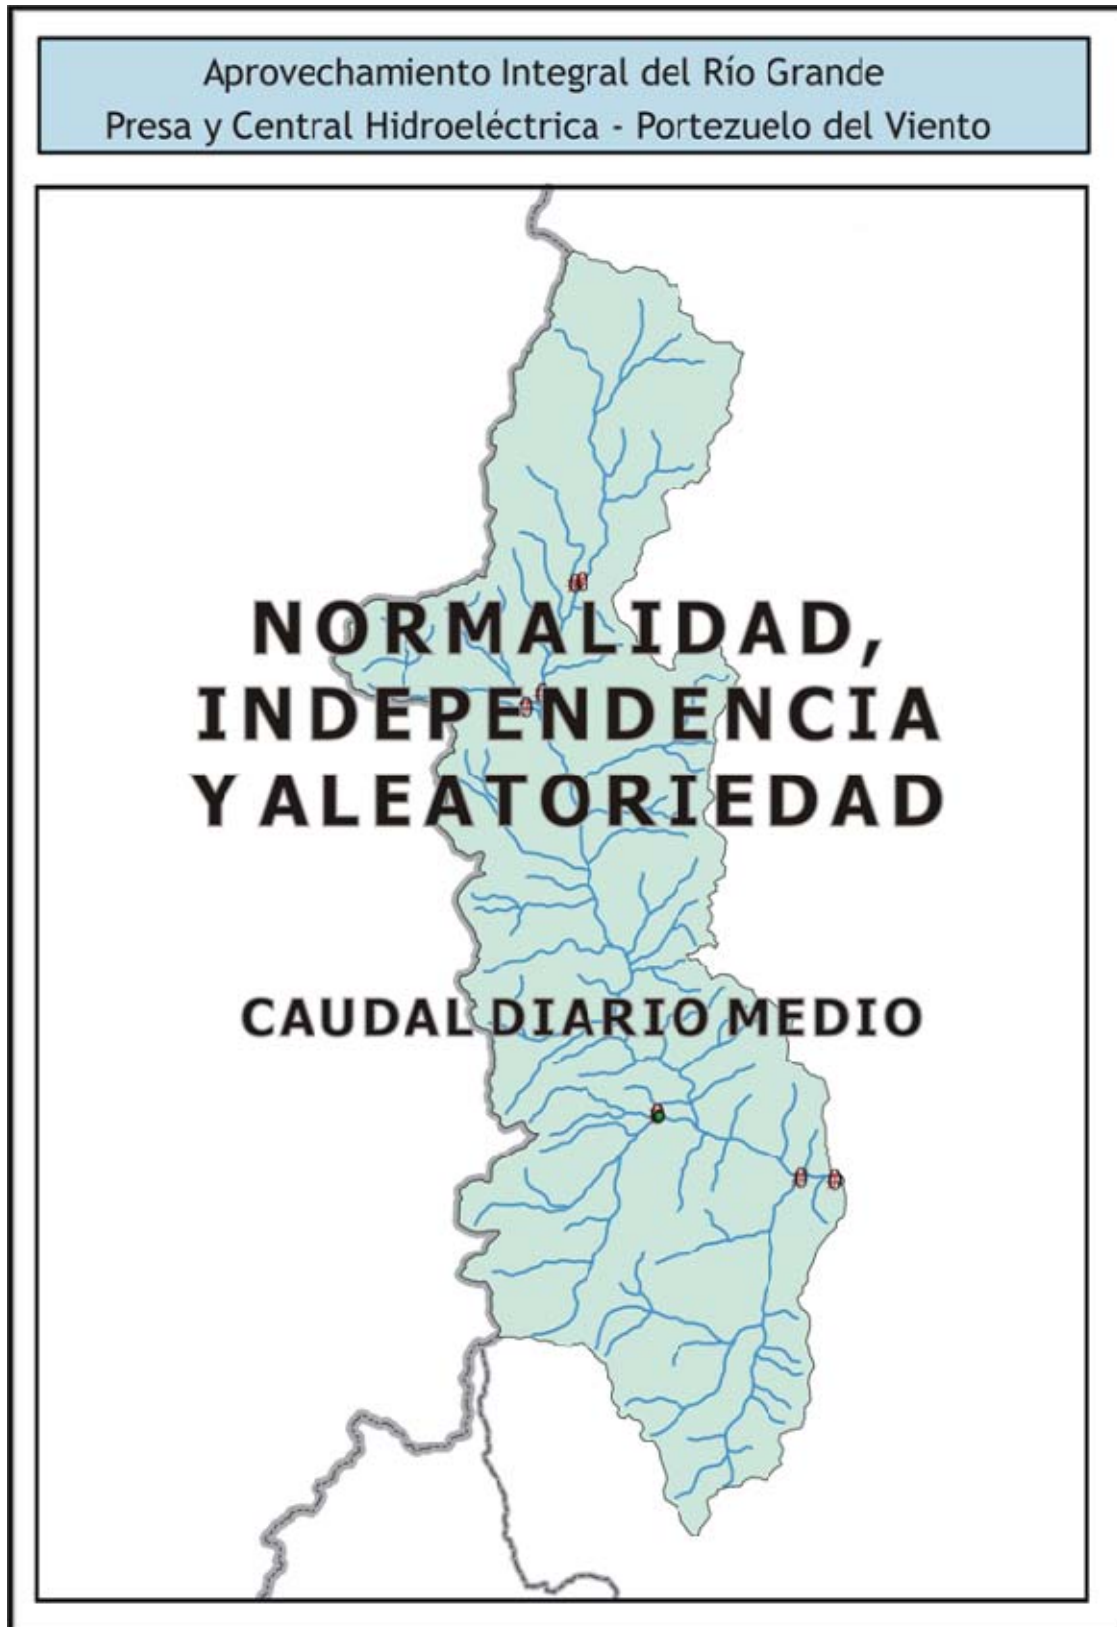 Aprovechamiento Integral del Río Grande
Presa y Central Hidroeléctrica - Portezuelo del Viento
NORMALIDAD,
INDEPENDENCIA
Y ALEATORIEDAD
CAUDAL DIARIO MEDIO